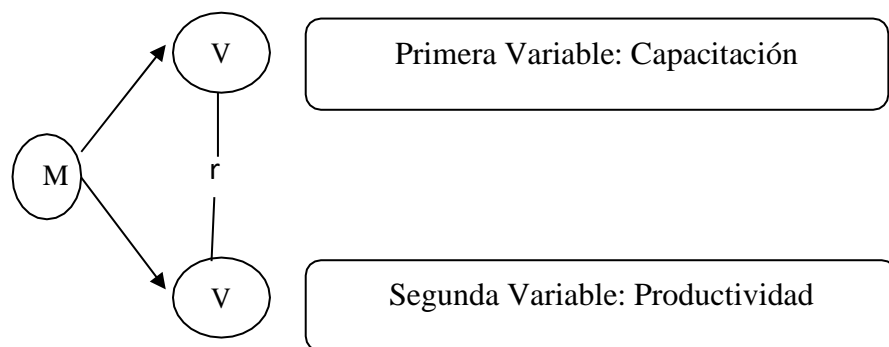 V
Primera Variable: Capacitación
M
r
V
Segunda Variable: Productividad